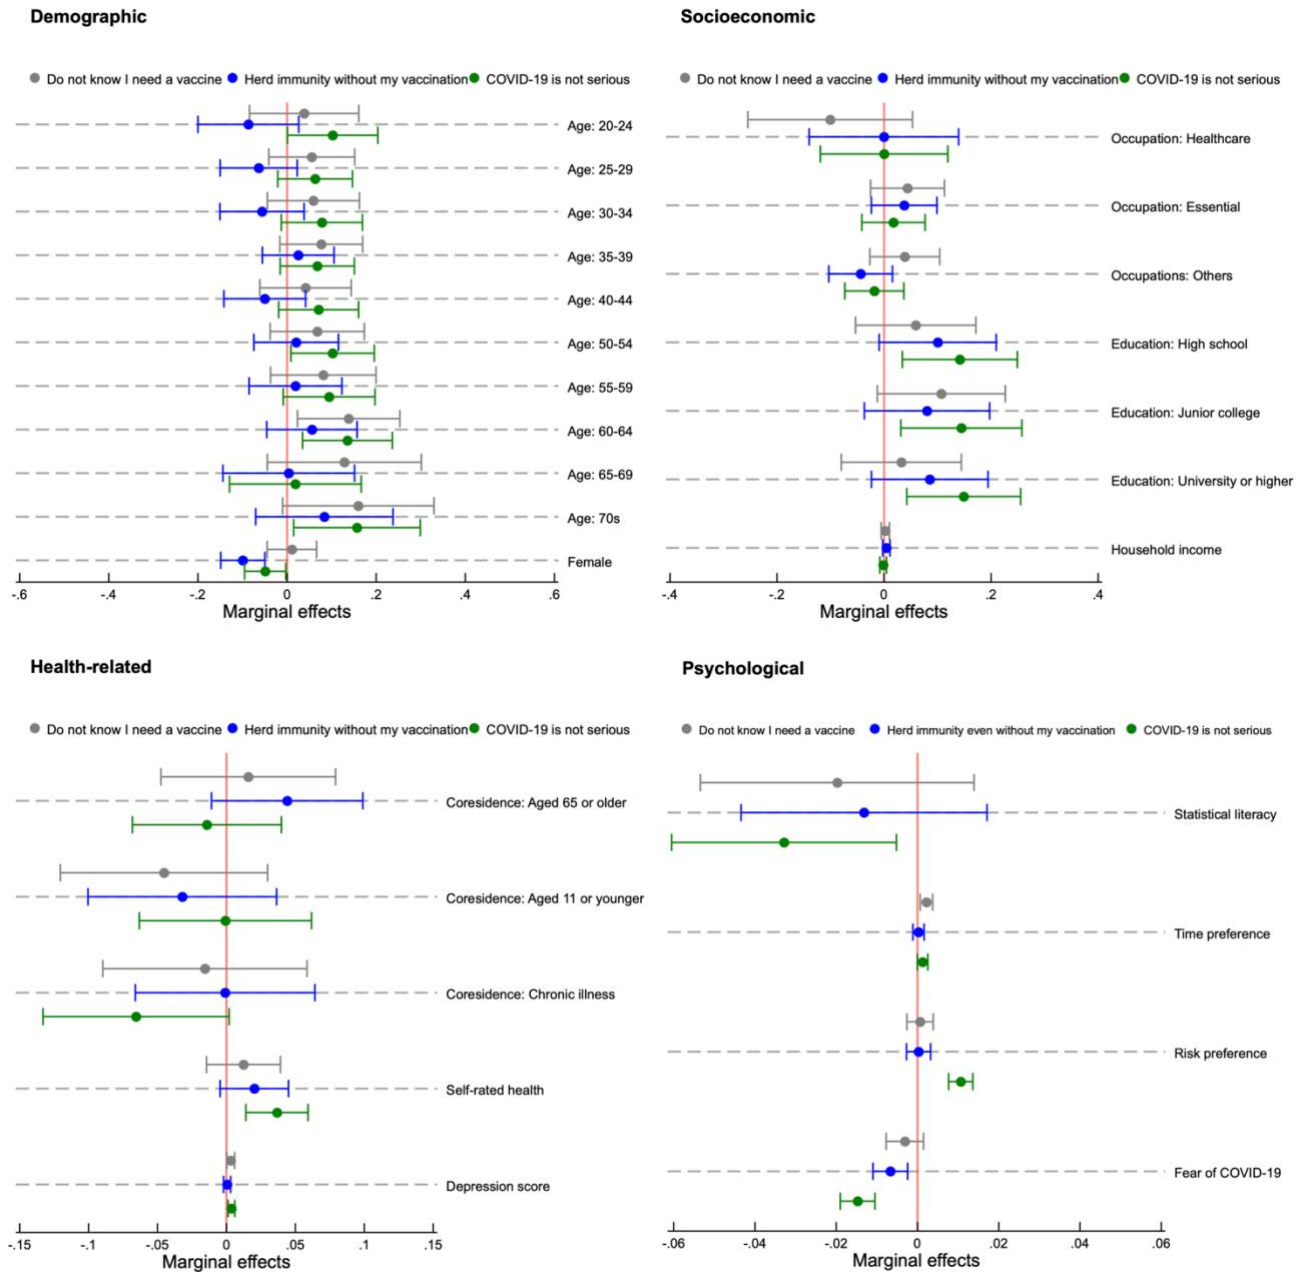 Demographic
Do not know I need a vaccine Herd immunity without my vaccination COVID-19 is not serious
Age: 20-24
Age: 25-29
Age: 30-34
Age: 35-39
Age: 40-44
Age: 50-54
Age: 55-59
Age: 60-64
Age: 65-69
Age: 70s
Female
-.6 -.4 -.2 0 .2 .4 .6
Marginal effects
Socioeconomic
Do not know I need a vaccine Herd immunity without my vaccination COVID-19 is not serious
Occupation: Healthcare
Occupation: Essential
Occupations: Others
Education: High school
Education: Junior college
Education: University or higher
Household income
-.4 -.2 0 .2 .4
Marginal effects
Health-related
Do not know I need a vaccine Herd immunity without my vaccination COVID-19 is not serious
Coresidence: Aged 65 or older
Coresidence: Aged 11 or younger
Coresidence: Chronic illness
Self-rated health
Depression score
-.15 -.1 -.05 0 .05 .1 .15
Marginal effects
Psychological
Do not know I need a vaccine Herd immunity even without my vaccination COVID-19 is not serious
Statistical literacy
Time preference
Risk preference
Fear of COVID-19
-.06 -.04 -.02 0 .02 .04 .06
Marginal effects